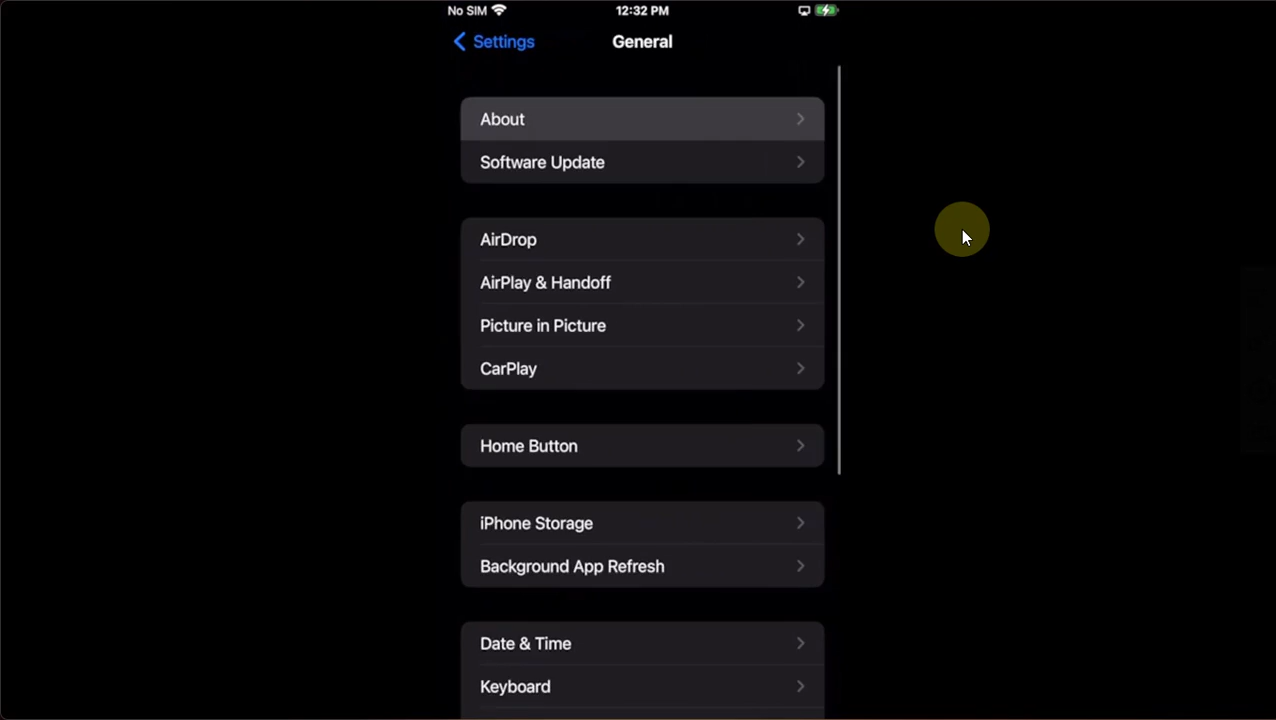 No SIM 12:32 PM
Settings General
About
Software Update
AirDrop
AirPlay & Handoff
Picture in Picture
CarPlay
Home Button
iPhone Storage
Background App Refresh
Date & Time
Keyboard